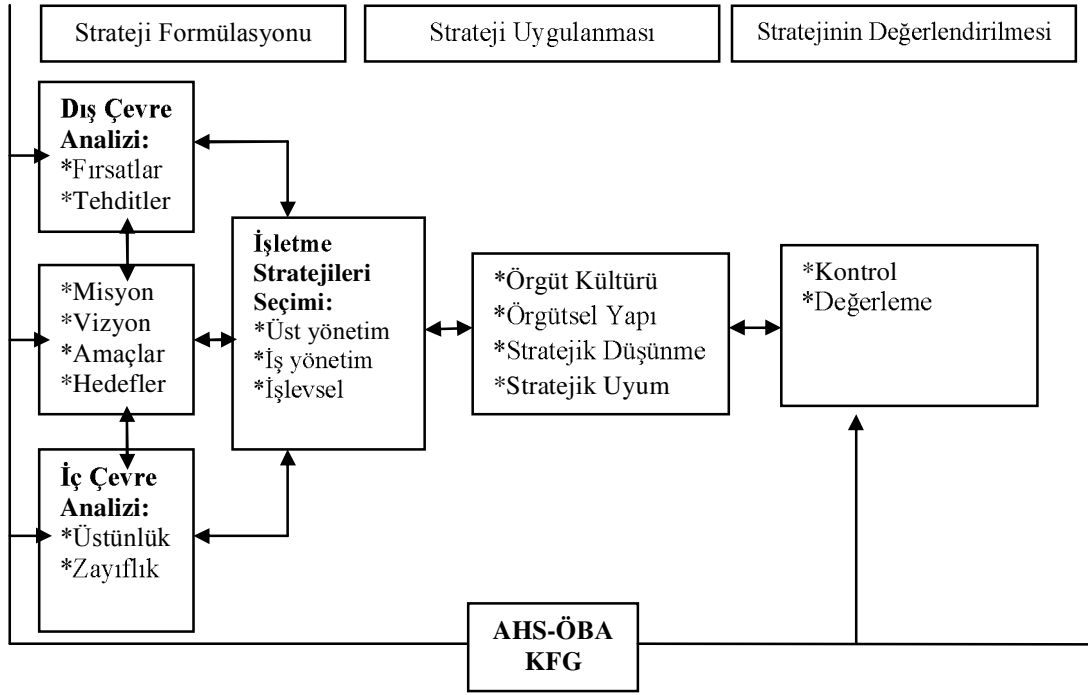 Strateji Formülasyonu
Strateji Uygulanması
Stratejinin Değerlendirilmesi
Dış Çevre
Analizi:
*Fırsatlar
*Tehditler
*Misyon
*Vizyon
*Amaçlar
*Hedefler
İç Çevre
Analizi:
*Üstünlük
*Zayıflık
İşletme
Stratejileri
Seçimi:
*Üst yönetim
*İş yönetim
*İşlevsel
*Örgüt Kültürü
*Örgütsel Yapı
*Stratejik Düşünme
*Stratejik Uyum
*Kontrol
*Değerleme
AHS-ÖBA
KFG